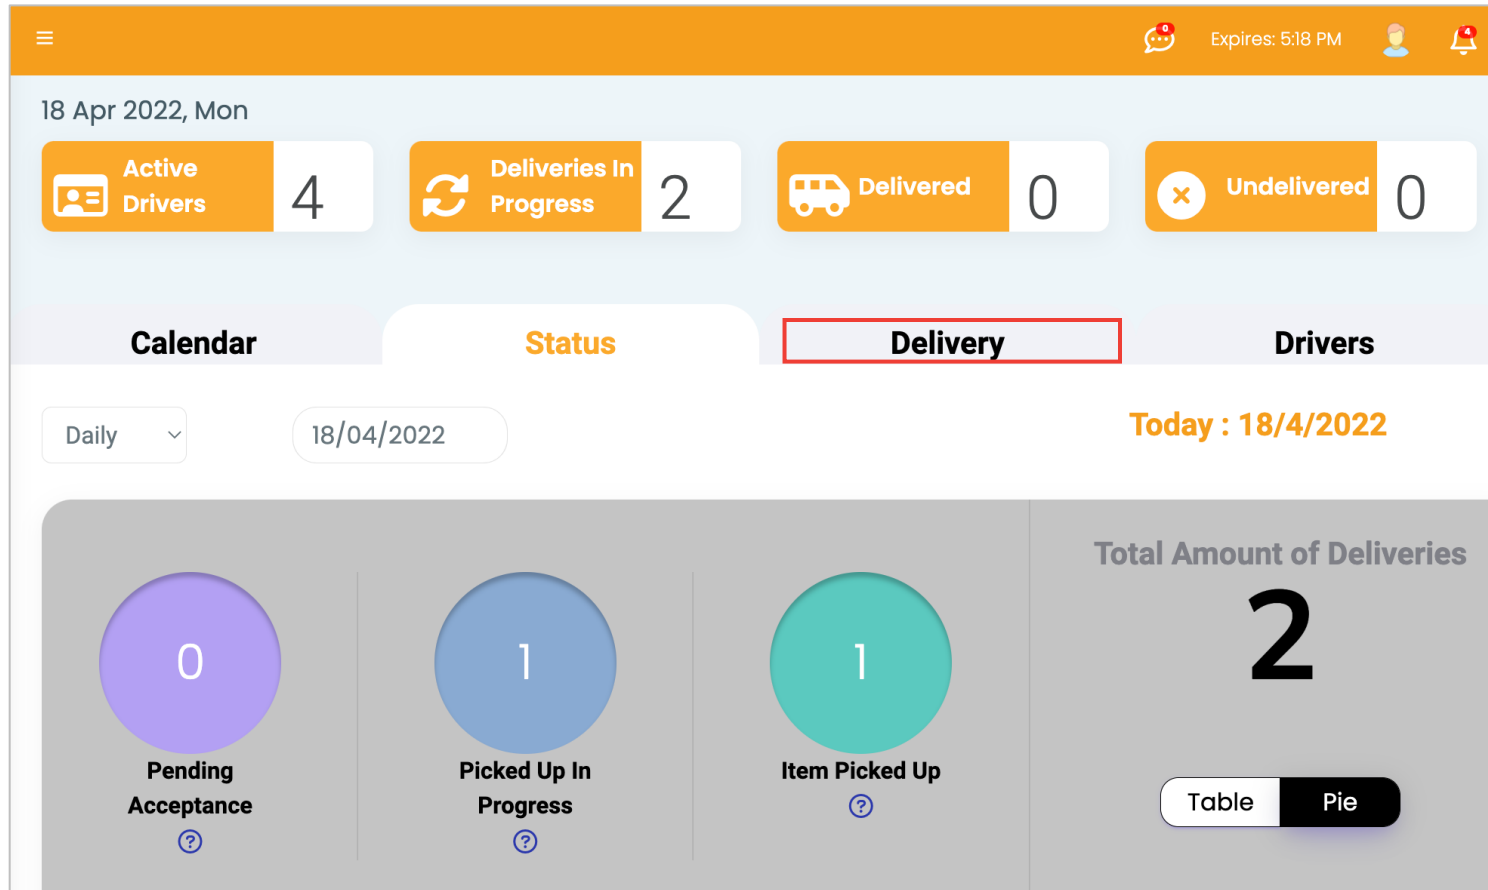 0
Expires: 5:18 PM
4
18 Apr 2022, Mon
Active
Drivers
4
Deliveries In
Progress
2
Delivered
0
Undelivered
0
Calendar
Status
Delivery
Drivers
Daily
18/04/2022
Today : 18/4/2022
0
Pending
Acceptance
?
1
Picked Up In
Progress
?
1
Item Picked Up
?
Total Amount of Deliveries
2
Table
Pie